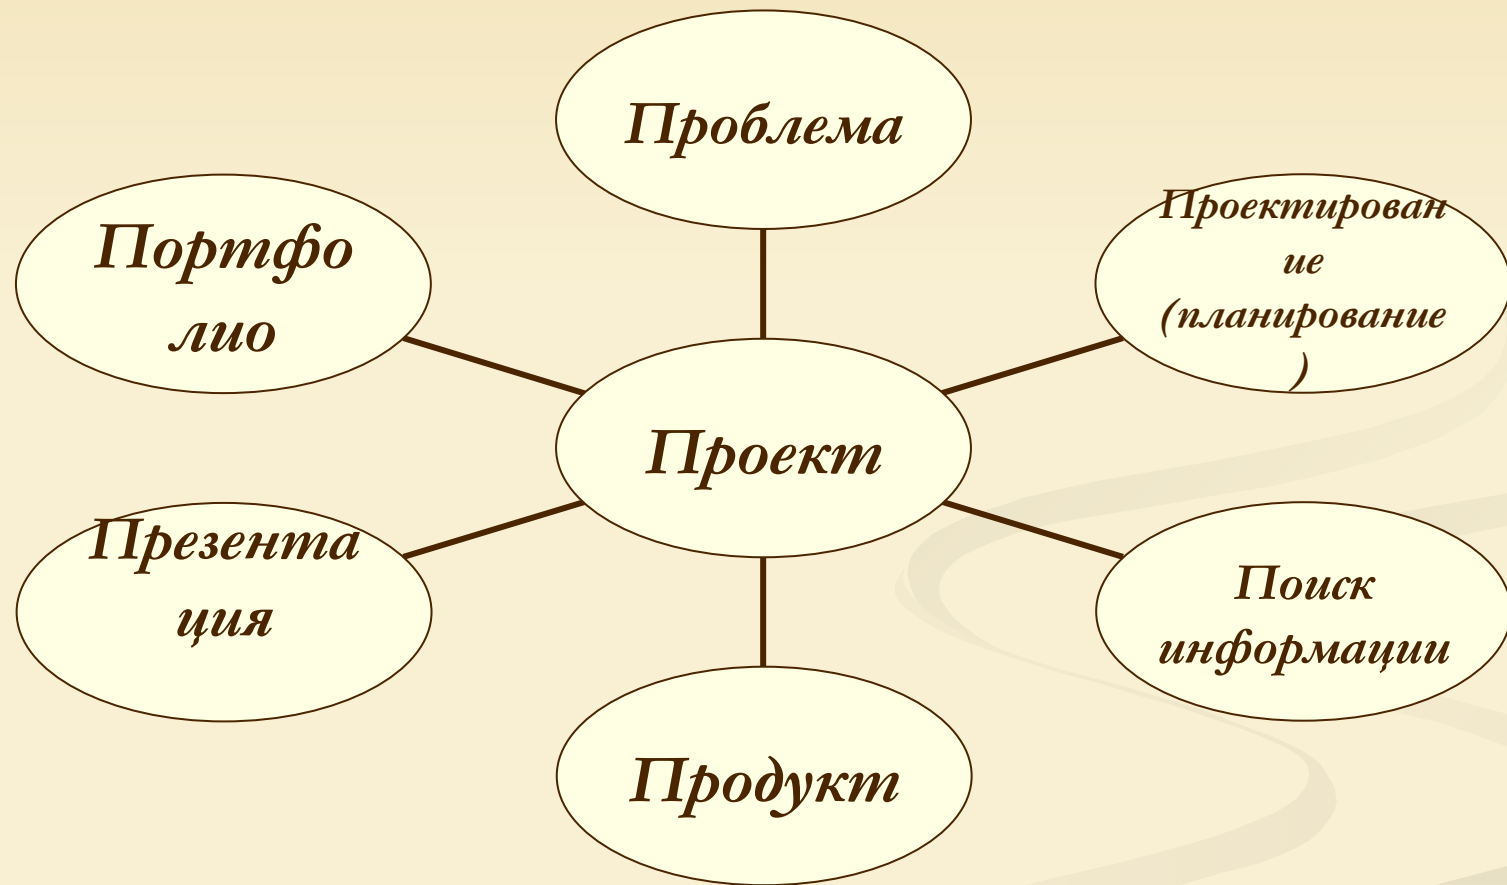 Проблема
Портфо
лио
Проектирован
ие
(планирование
)
Проект
Презента
ция
Поиск
информации
Продукт